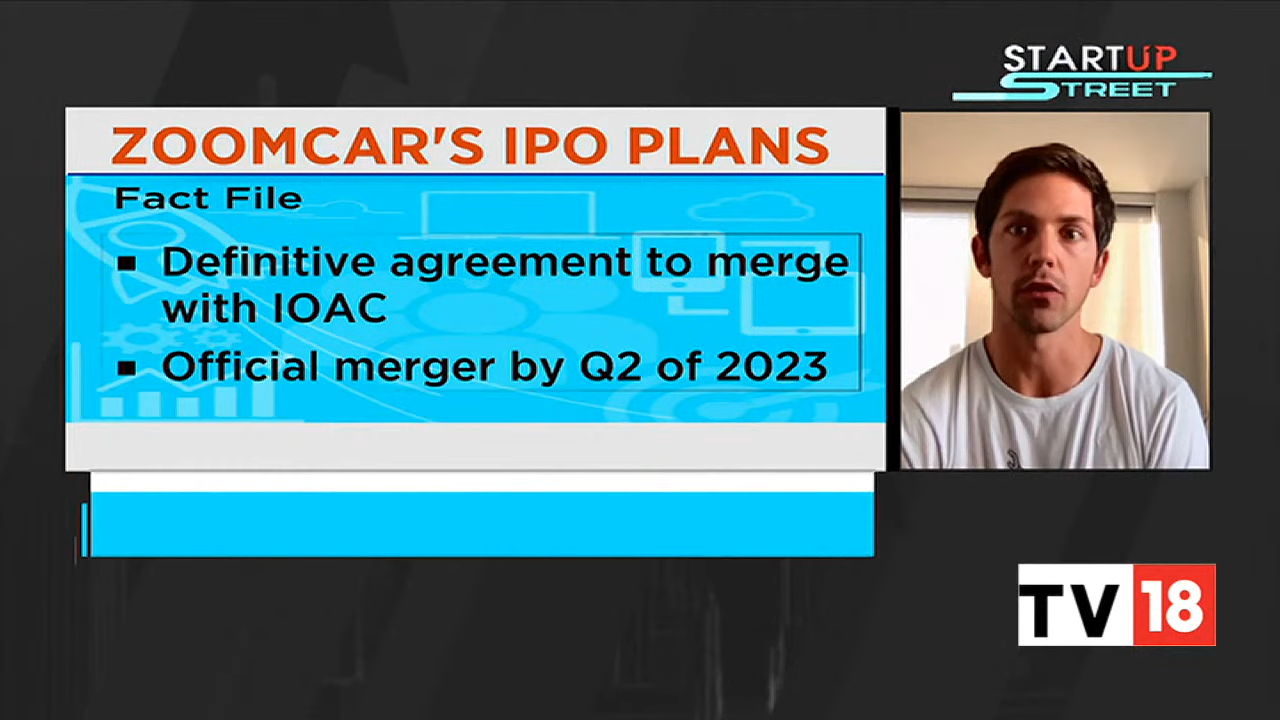 STARTUP
STREET
ZOOMCAR'S IPO PLANS
Fact File
▪ Definitive agreement to merge
with IOAC
▪ Official merger by Q2 of 2023
TV18